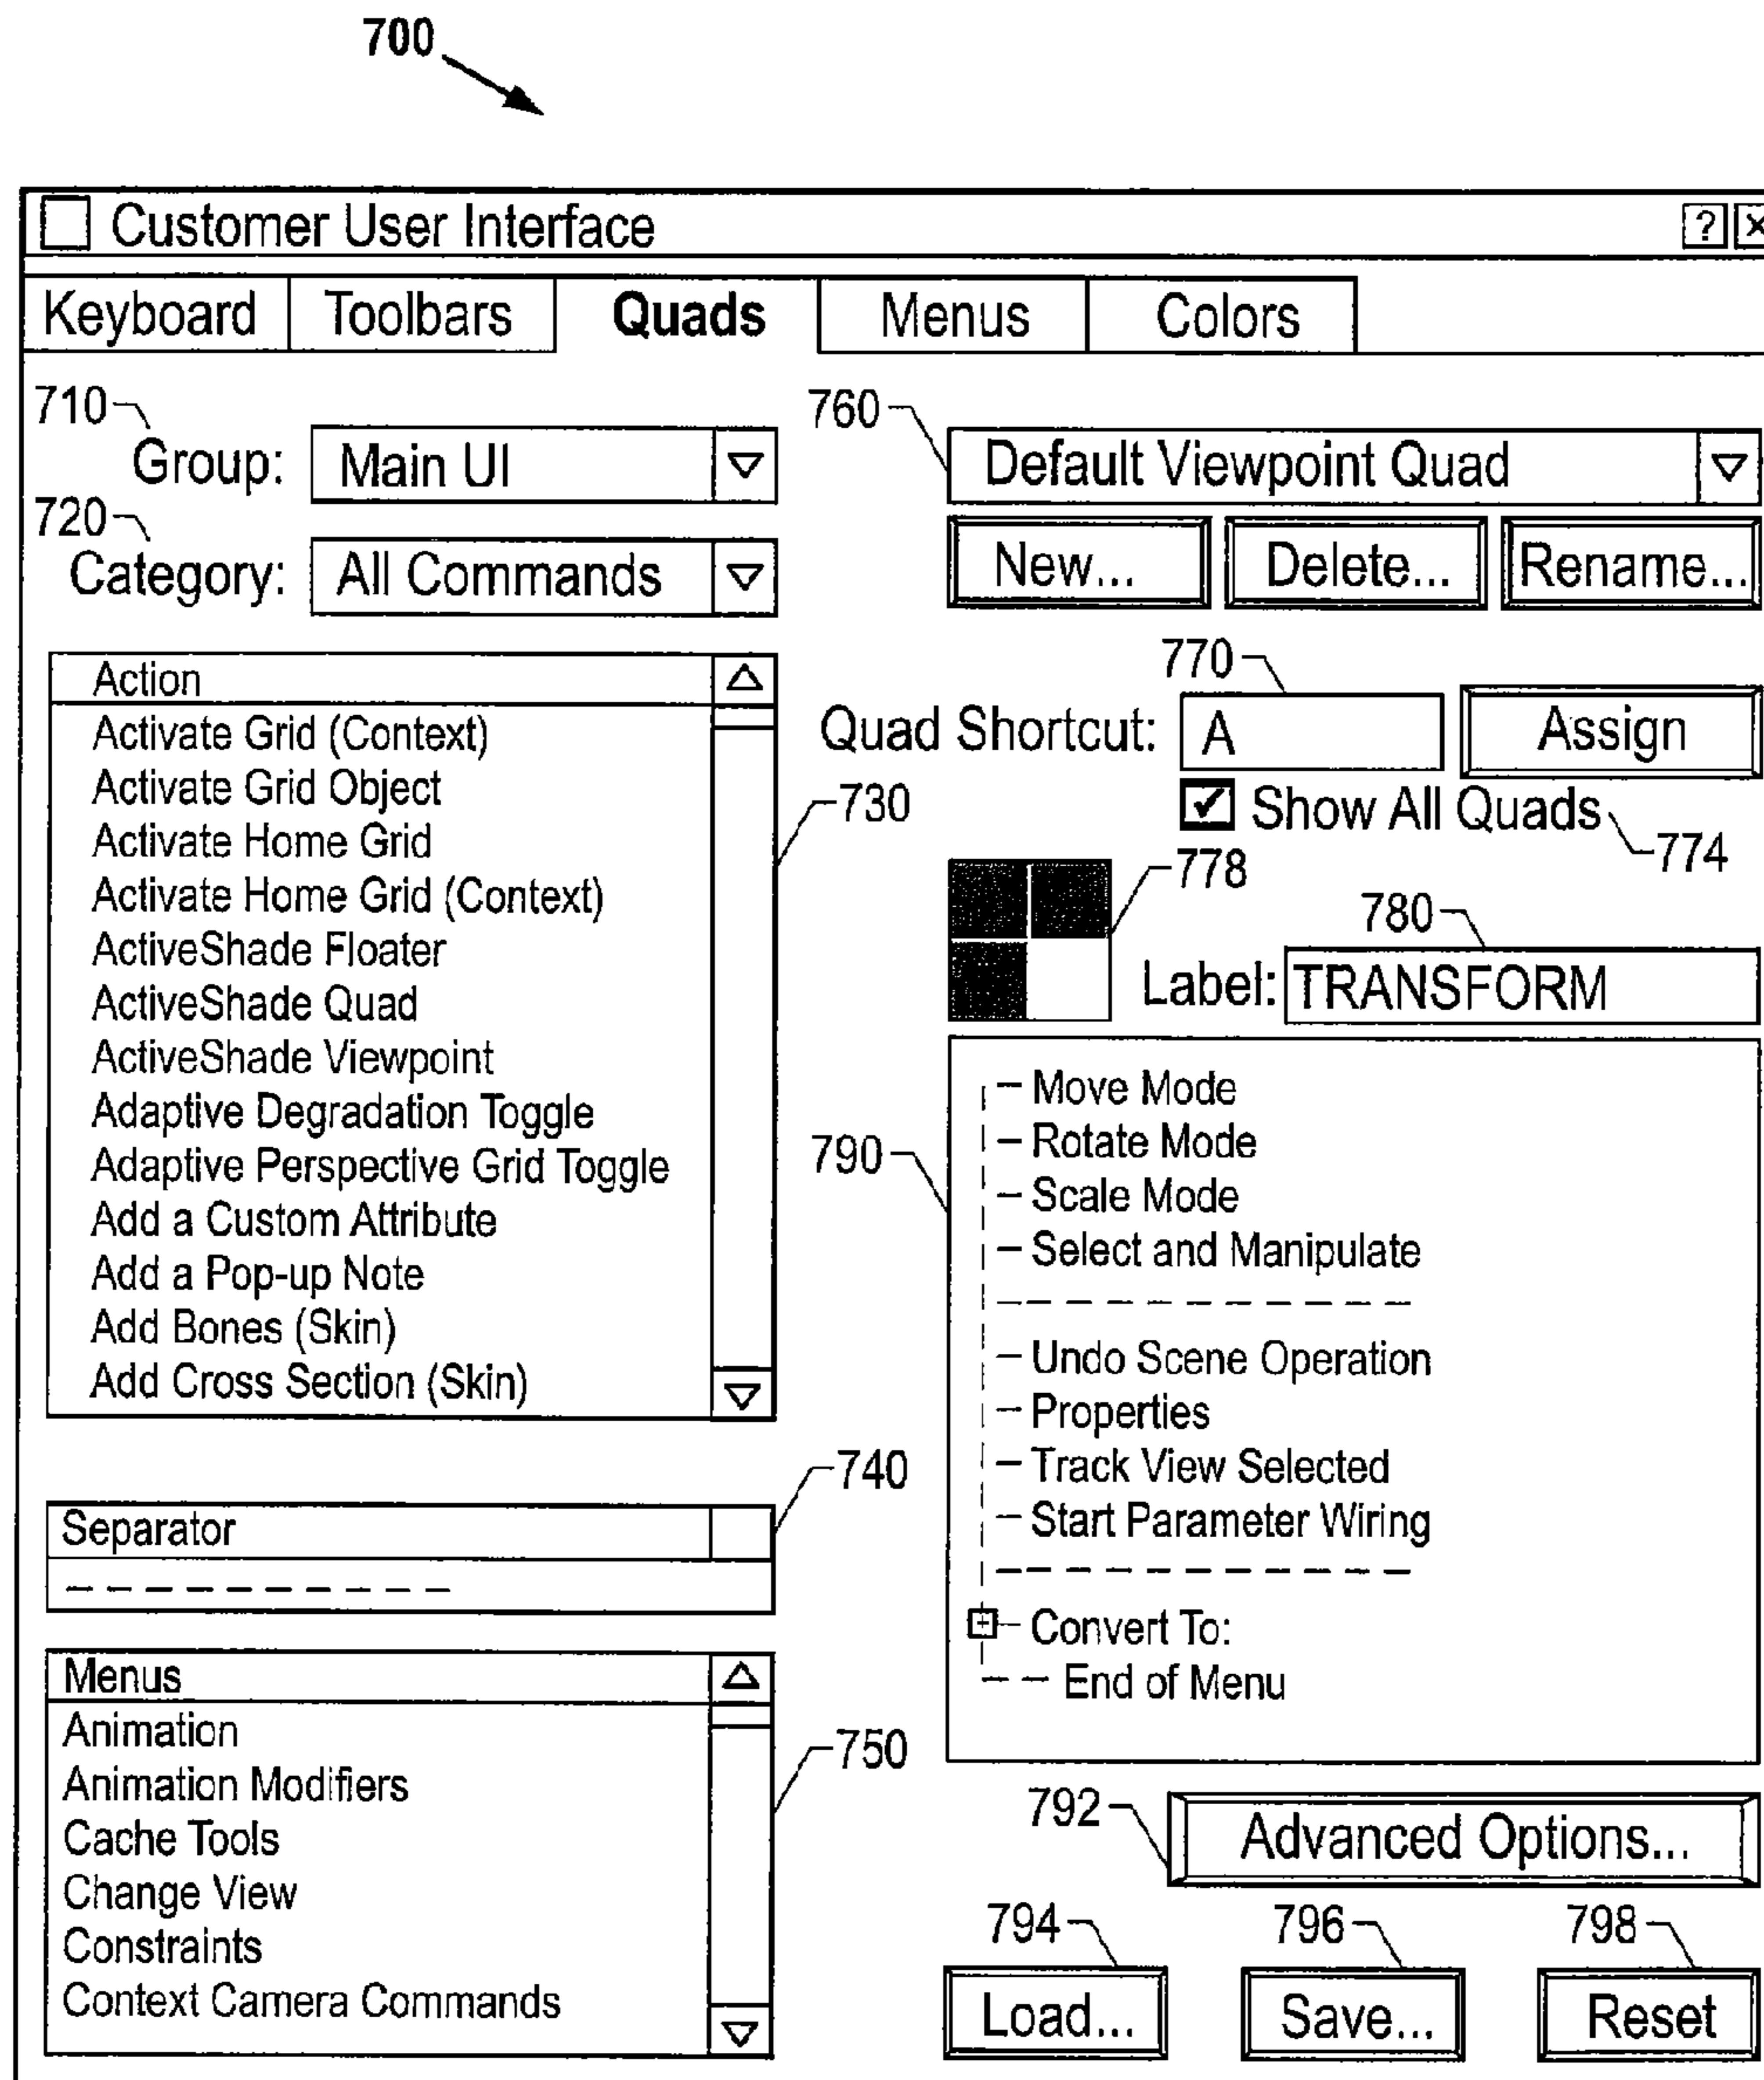 700
Customer User Interface ? X
Keyboard Toolbars Quads Menus Colors
710
Group: Main UI
720
Category: All Commands
Action
Activate Grid (Context)
Activate Grid Object
Activate Home Grid
Activate Home Grid (Context)
ActiveShade Floater
ActiveShade Quad
ActiveShade Viewpoint
Adaptive Degradation Toggle
Adaptive Perspective Grid Toggle
Add a Custom Attribute
Add a Pop-up Note
Add Bones (Skin)
Add Cross Section (Skin)
730
740
Separator
Menus
Animation
Animation Modifiers
Cache Tools
Change View
Constraints
Context Camera Commands
750
760
Default Viewpoint Quad
New... Delete... Rename...
770
Quad Shortcut: A Assign
Show All Quads
774
778
780
Label: TRANSFORM
790
Move Mode
Rotate Mode
Scale Mode
Select and Manipulate
Undo Scene Operation
Properties
Track View Selected
Start Parameter Wiring
Convert To:
End of Menu
792
Advanced Options...
794 796 798
Load... Save... Reset